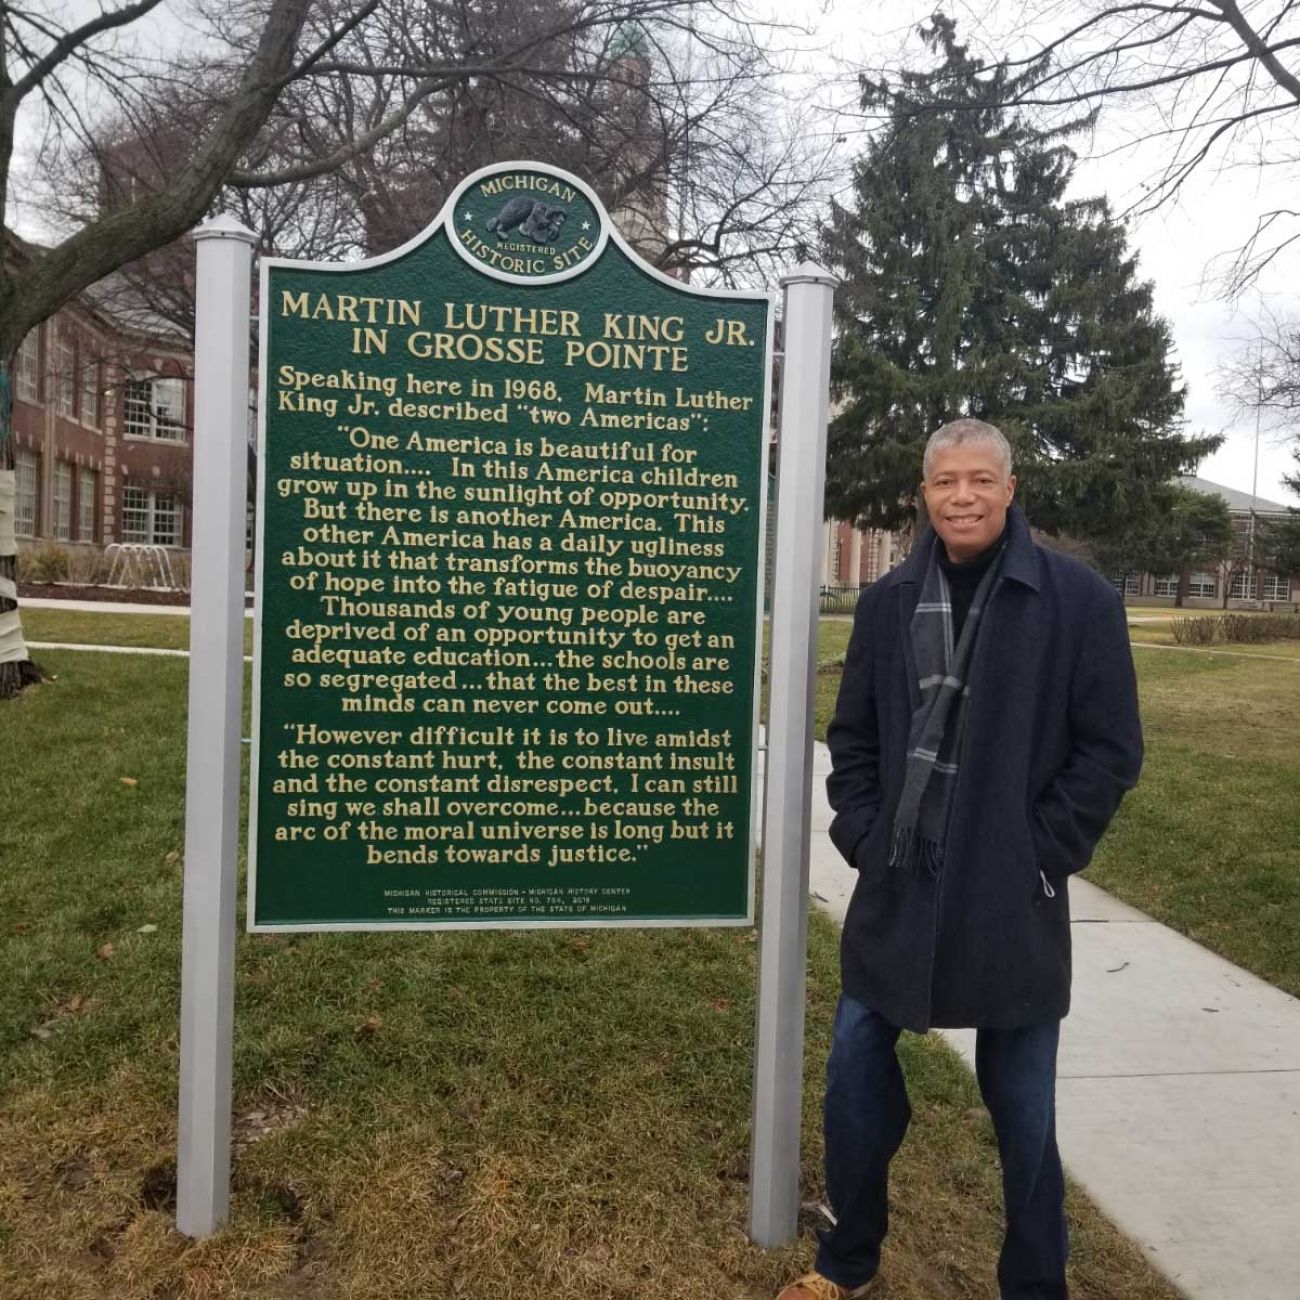 MICHIGAN
REGISTERED
HISTORIC SITE
MARTIN LUTHER KING JR.
IN GROSSE POINTE
Speaking here in 1968, Martin Luther
King Jr. described "two Americas":
"One America is beautiful for
situation.... In this America children
grow up in the sunlight of opportunity.
But there is another America. This
other America has a daily ugliness
about it that transforms the buoyancy
of hope into the fatigue of despair....
Thousands of young people are
deprived of an opportunity to get an
adequate education...the schools are
so segregated...that the best in these
minds can never come out....
"However difficult it is to live amidst
the constant hurt, the constant insult
and the constant disrespect, I can still
sing we shall overcome...because the
arc of the moral universe is long but it
bends towards justice."
MICHIGAN HISTORICAL COMMISSION - MICHIGAN HISTORY CENTER
REGISTERED STATE SITE NO. 764, 2019
THIS MARKER IS THE PROPERTY OF THE STATE OF MICHIGAN